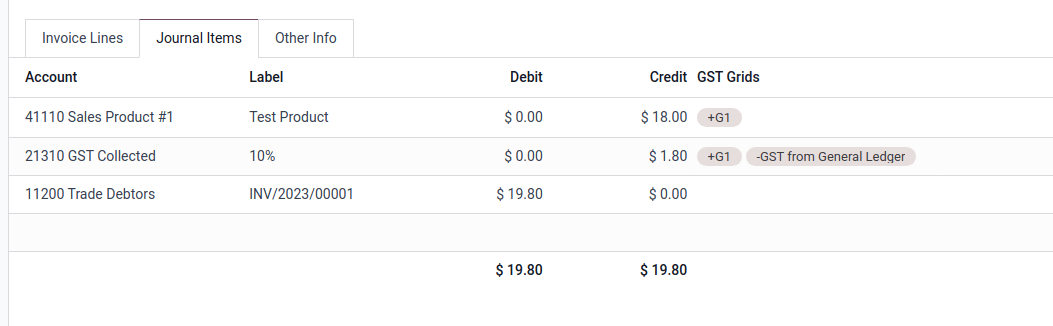 Invoice Lines Journal Items Other Info
Account Label Debit Credit GST Grids
41110 Sales Product #1 Test Product $ 0.00 $ 18.00 +G1
21310 GST Collected 10% $ 0.00 $ 1.80 +G1 -GST from General Ledger
11200 Trade Debtors INV/2023/00001 $ 19.80 $ 0.00
$ 19.80 $ 19.80